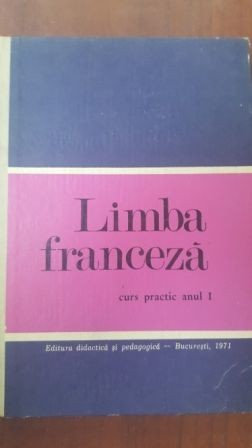 Limba
franceză
curs practic anul I
Editura didactică și pedagogică — București, 1971